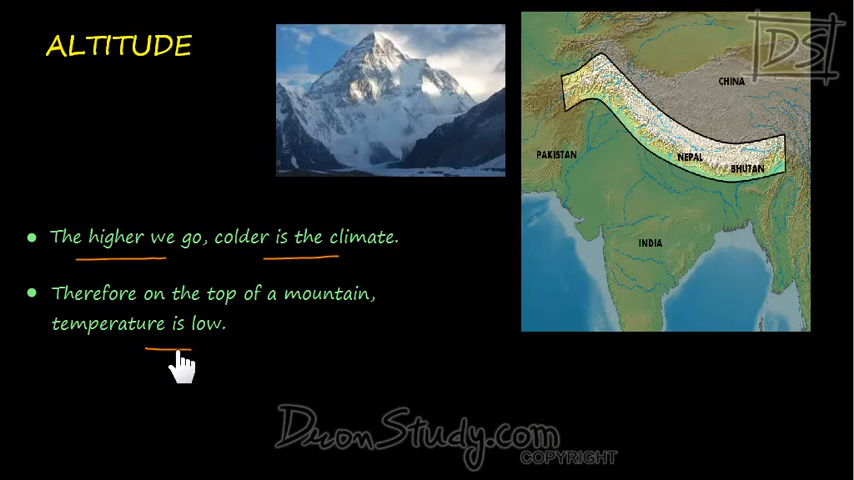 ALTITUDE
DS
CHINA
PAKISTAN
NEPAL
BHUTAN
INDIA
• The higher we go, colder is the climate.
• Therefore on the top of a mountain,
temperature is low.
DronStudy.com
COPYRIGHT